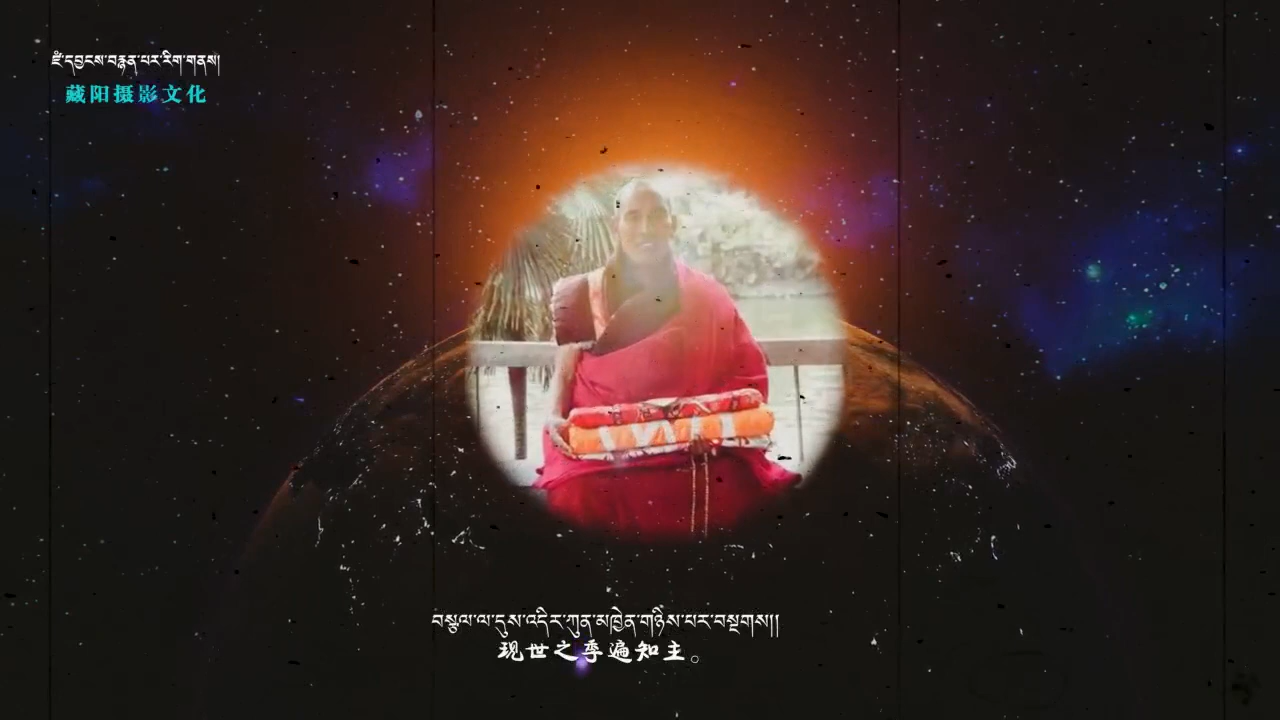 ཛཾ་དབྱངས་བརྙན་པར་རིག་གནས།
藏阳摄影文化
བསྐལ་ལ་དུས་འདིར་ཀུན་མཁྱེན་གཉིས་པར་བསྔགས།།
现世之季遍知主。